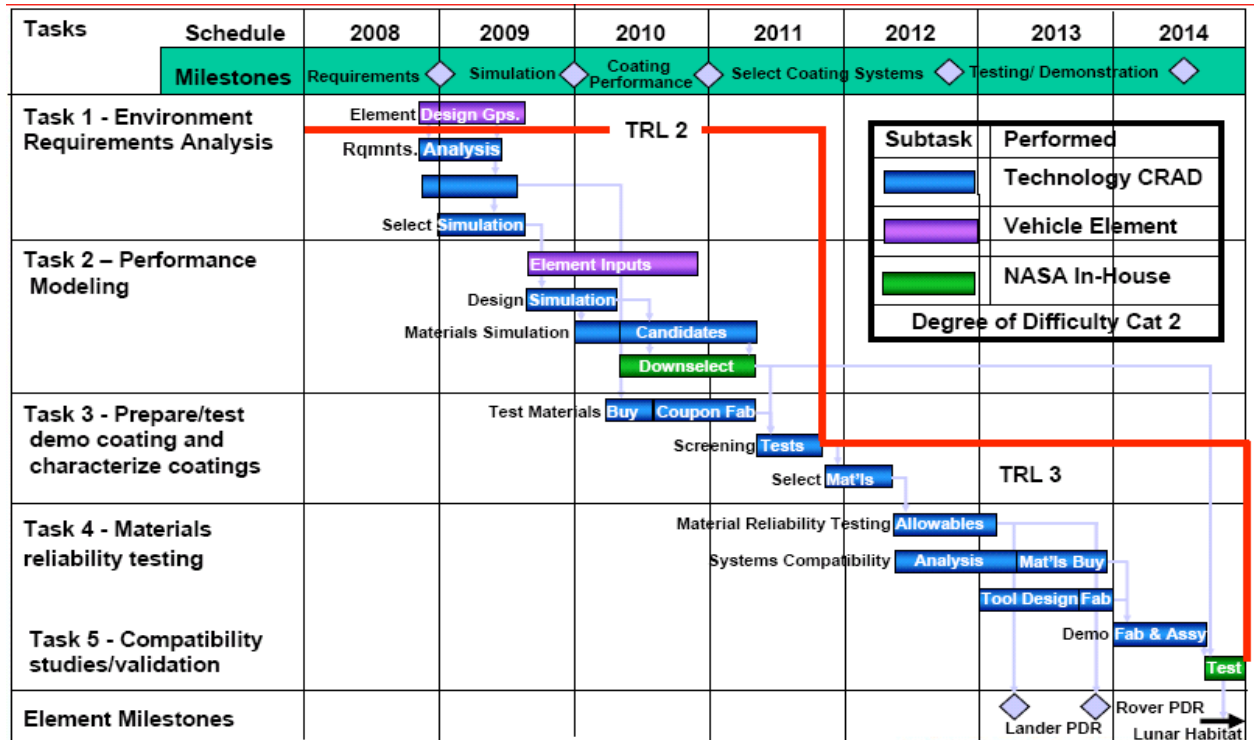 Tasks Schedule 2008 2009 2010 2011 2012 2013 2014
Milestones Requirements Simulation Coating Performance Select Coating Systems Testing/ Demonstration
Task 1 - Environment
Requirements Analysis
Element Design Gps.
TRL 2
Rqmnts. Analysis
Select Simulation
Subtask Performed
Technology CRAD
Vehicle Element
NASA In-House
Degree of Difficulty Cat 2
Task 2 – Performance
Modeling
Element Inputs
Design Simulation
Materials Simulation Candidates
Downselect
Task 3 - Prepare/test
demo coating and
characterize coatings
Test Materials Buy Coupon Fab
Screening Tests
Select Mat'ls
TRL 3
Task 4 - Materials
reliability testing
Material Reliability Testing Allowables
Systems Compatibility Analysis Mat'ls Buy
Tool Design Fab
Task 5 - Compatibility
studies/validation
Demo Fab & Assy
Test
Element Milestones
Lander PDR
Rover PDR
Lunar Habitat